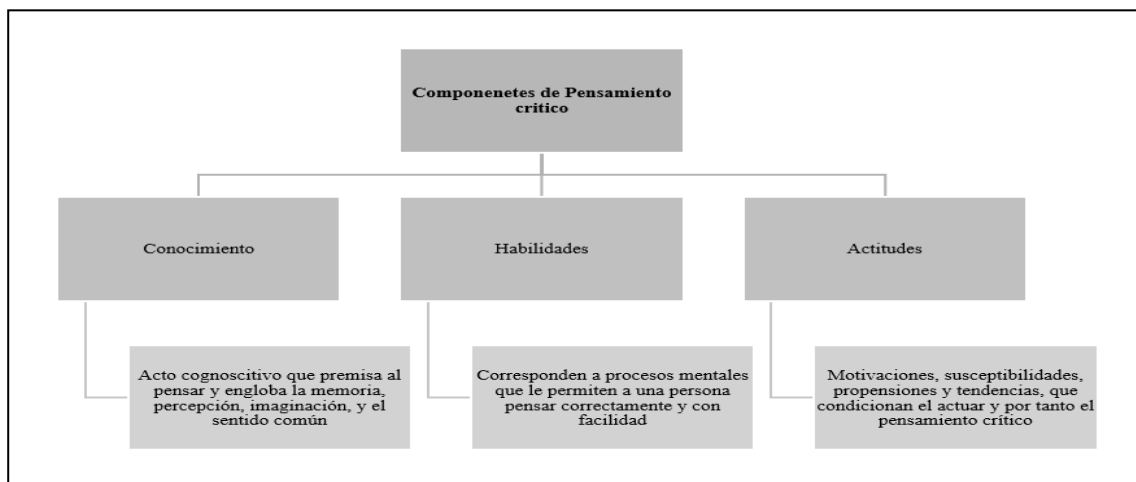 Componenetes de Pensamiento
critico
Conocimiento
Habilidades
Actitudes
Acto cognoscitivo que premisa al
pensar y engloba la memoria,
percepción, imaginación, y el
sentido común
Corresponden a procesos mentales
que le permiten a una persona
pensar correctamente y con
facilidad
Motivaciones, susceptibilidades,
propensiones y tendencias, que
condicionan el actuar y por tanto el
pensamiento crítico